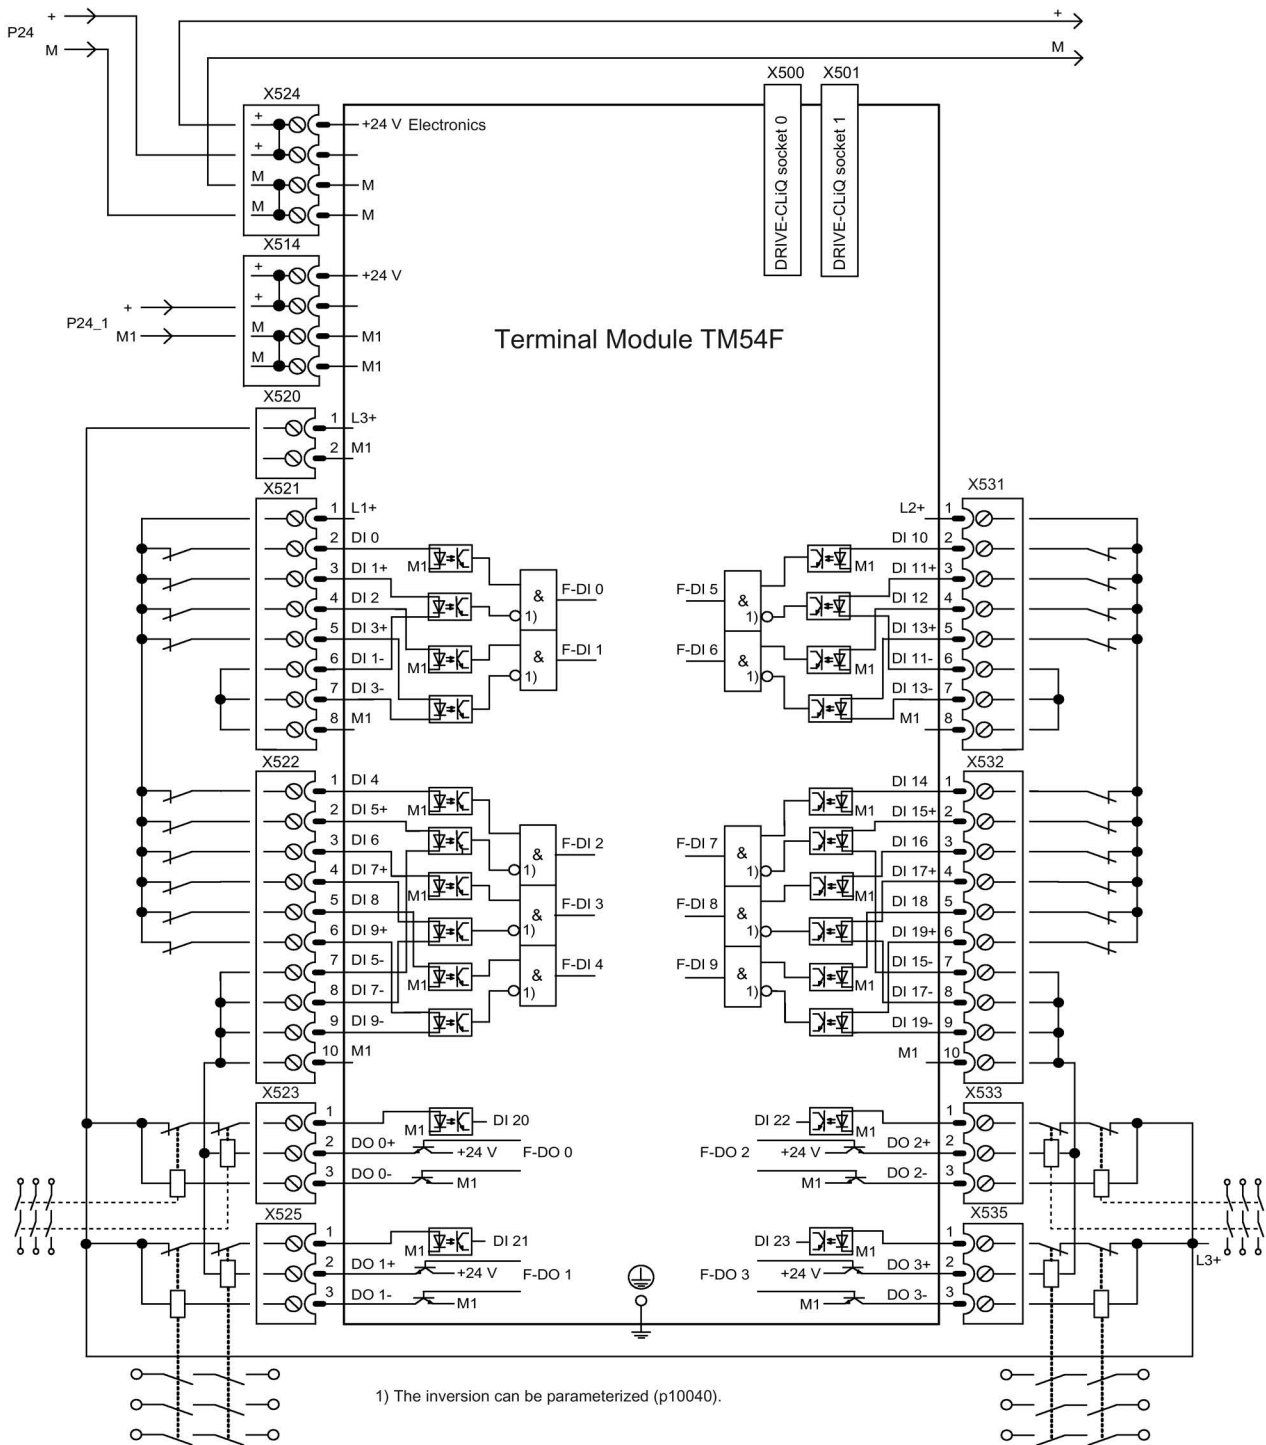 +
P24
M
+
M
X500 X501
DRIVE-CLiQ socket 0
DRIVE-CLiQ socket 1
X524
+ +24 V Electronics
+
M M
M M
X514
+ +24 V
+
M M1
M M1
+
P24_1
M1
Terminal Module TM54F
X520
1 L3+
2 M1
X521
1 L1+
2 DI 0
3 DI 1+
4 DI 2
5 DI 3+
6 DI 1-
7 DI 3-
8 M1
M1
M1
&
1)
&
1)
F-DI 0
F-DI 1
X531
L2+ 1
DI 10 2
DI 11+ 3
DI 12 4
DI 13+ 5
DI 11- 6
DI 13- 7
M1 8
M1
M1
F-DI 5
F-DI 6
&
1)
&
1)
X522
1 DI 4
2 DI 5+
3 DI 6
4 DI 7+
5 DI 8
6 DI 9+
7 DI 5-
8 DI 7-
9 DI 9-
10 M1
M1
M1
M1
&
1)
&
1)
&
1)
F-DI 2
F-DI 3
F-DI 4
X532
DI 14 1
DI 15+ 2
DI 16 3
DI 17+ 4
DI 18 5
DI 19+ 6
DI 15- 7
DI 17- 8
DI 19- 9
M1 10
M1
M1
M1
F-DI 7
F-DI 8
F-DI 9
&
1)
&
1)
&
1)
X523
1 M1 DI 20
2 DO 0+ +24 V F-DO 0
3 DO 0- M1
X533
DI 22 M1 1
F-DO 2 +24 V DO 2+ 2
M1 DO 2- 3
X525
1 M1 DI 21
2 DO 1+ +24 V F-DO 1
3 DO 1- M1
X535
DI 23 M1 1
F-DO 3 +24 V DO 3+ 2
M1 DO 3- 3
L3+
1) The inversion can be parameterized (p10040).